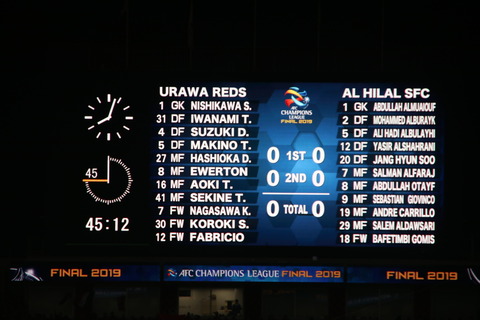 URAWA REDS
1 GK NISHIKAWA S.
31 DF IWANAMI T.
4 DF SUZUKI D.
5 DF MAKINO T.
27 MF HASHIOKA D.
8 MF EWERTON
16 MF AOKI T.
41 MF SEKINE T.
7 FW NAGASAWA K.
30 FW KOROKI S.
12 FW FABRICIO
AFC
CHAMPIONS
LEAGUE
FINAL 2019
0 1ST 0
0 2ND 0
0 TOTAL 0
AL HILAL SFC
1 GK ABDULLAH ALMUAIOUF
2 DF MOHAMMED ALBURAYK
5 DF ALI HADI ALBULAYHI
12 DF YASIR ALSHAHRANI
20 DF JANG HYUN SOO
7 MF SALMAN ALFARAJ
8 MF ABDULLAH OTAYF
9 MF SEBASTIAN GIOVINCO
19 MF ANDRE CARRILLO
29 MF SALEM ALDAWSARI
18 FW BAFETIMBI GOMIS
45
45:12
FINAL 2019
AFC CHAMPIONS LEAGUE FINAL 2019
FINAL 2019